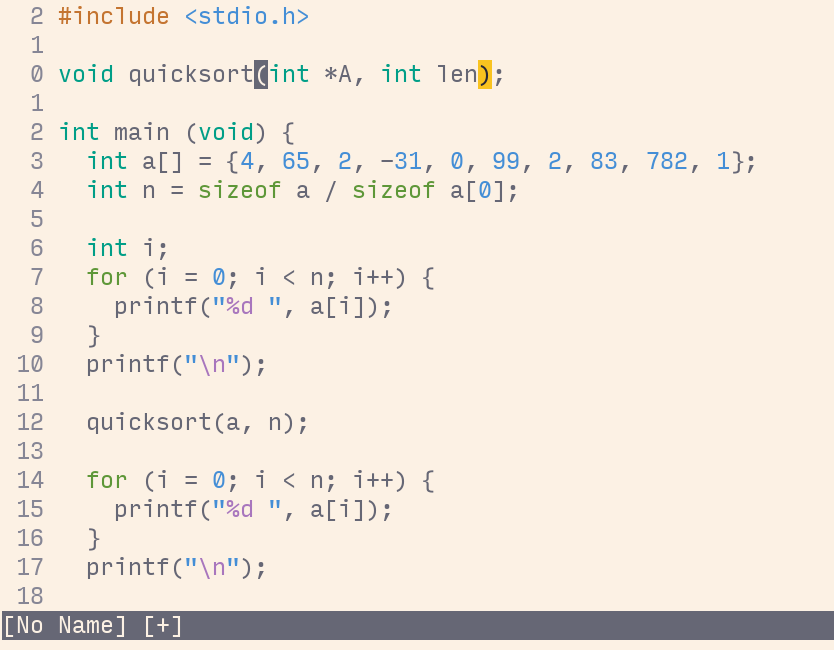 2 #include <stdio.h>
1
0 void quicksort(int *A, int len);
1
2 int main (void) {
3   int a[] = {4, 65, 2, -31, 0, 99, 2, 83, 782, 1};
4   int n = sizeof a / sizeof a[0];
5
6   int i;
7   for (i = 0; i < n; i++) {
8     printf("%d ", a[i]);
9   }
10   printf("\n");
11
12   quicksort(a, n);
13
14   for (i = 0; i < n; i++) {
15     printf("%d ", a[i]);
16   }
17   printf("\n");
18
[No Name] [+]